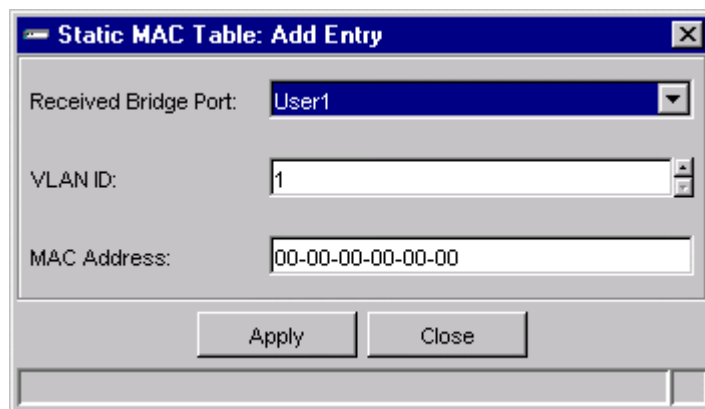 Static MAC Table: Add Entry
Received Bridge Port: User1
VLAN ID: 1
MAC Address: 00-00-00-00-00-00
Apply Close